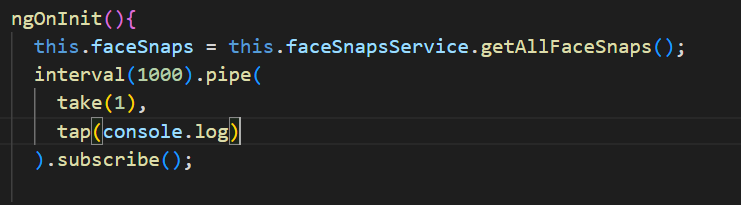 ngOnInit(){
this.faceSnaps = this.faceSnapsService.getAllFaceSnaps();
interval(1000).pipe(
take(1),
tap(console.log)
).subscribe();